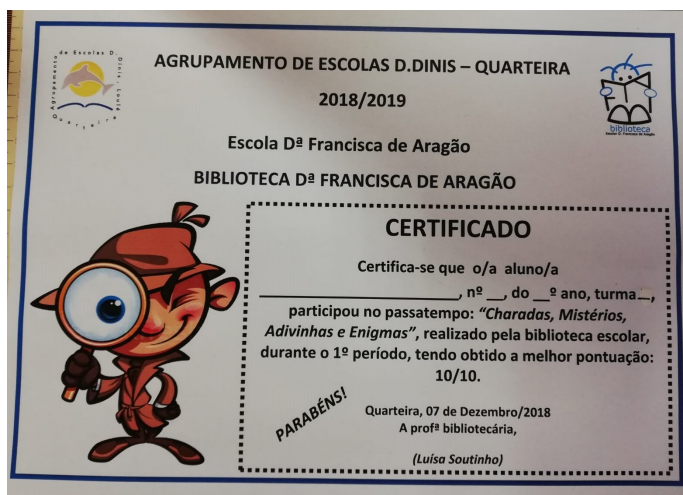 de Escolas D.
AGRUPAMENTO DE ESCOLAS D.DINIS – QUARTEIRA
2018/2019
biblioteca
Escola Dª Francisca de Aragão
BIBLIOTECA Dª FRANCISCA DE ARAGÃO
CERTIFICADO
Certifica-se que o/a aluno/a
_________________________, nº __, do __º ano, turma__,
participou no passatempo: “Charadas, Mistérios,
Adivinhas e Enigmas”, realizado pela biblioteca escolar,
durante o 1º período, tendo obtido a melhor pontuação:
10/10.
PARABÉNS!
Quarteira, 07 de Dezembro/2018
A profª bibliotecária,
(Luisa Soutinho)